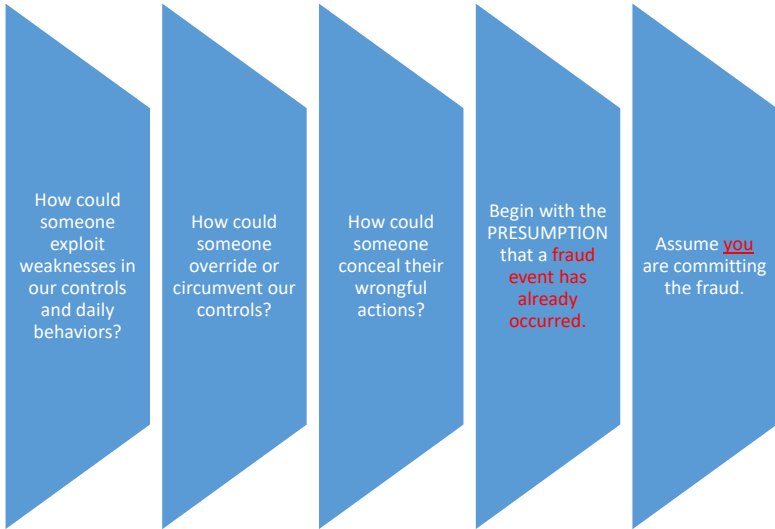 How could
someone
exploit
weaknesses in
our controls
and daily
behaviors?
How could
someone
override or
circumvent our
controls?
How could
someone
conceal their
wrongful
actions?
Begin with the
PRESUMPTION
that a fraud
event has
already
occurred.
Assume you
are committing
the fraud.